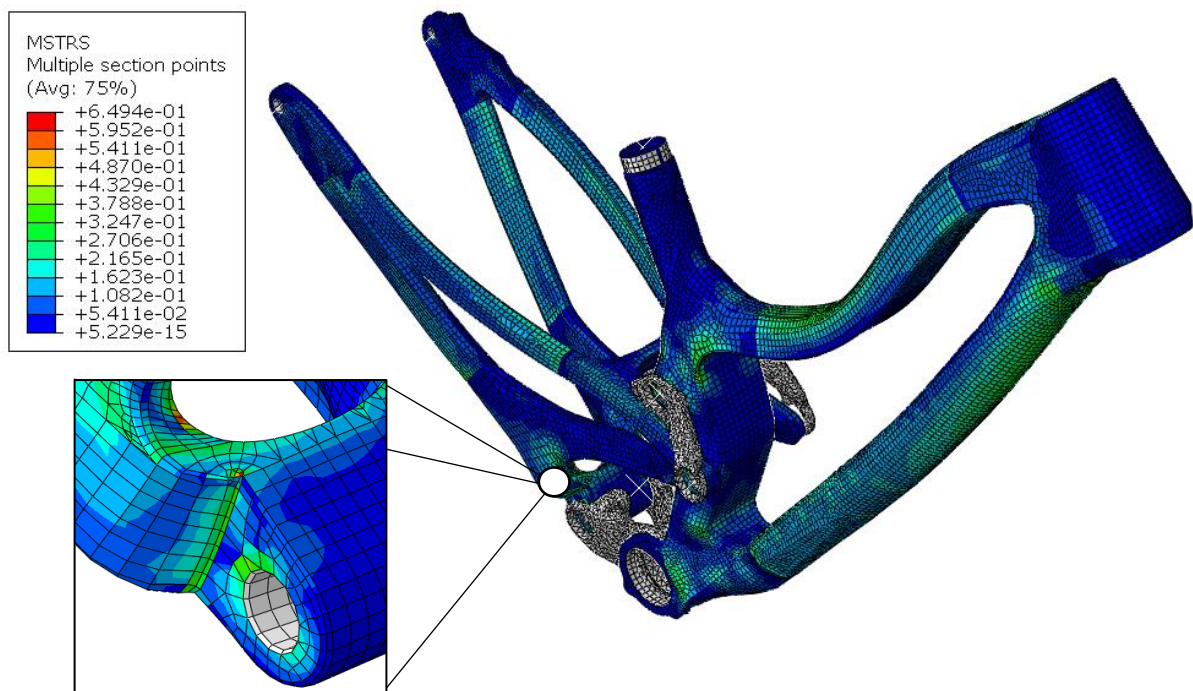 MSTRS
Multiple section points
(Avg: 75%)
+6.494e-01
+5.952e-01
+5.411e-01
+4.870e-01
+4.329e-01
+3.788e-01
+3.247e-01
+2.706e-01
+2.165e-01
+1.623e-01
+1.082e-01
+5.411e-02
+5.229e-15